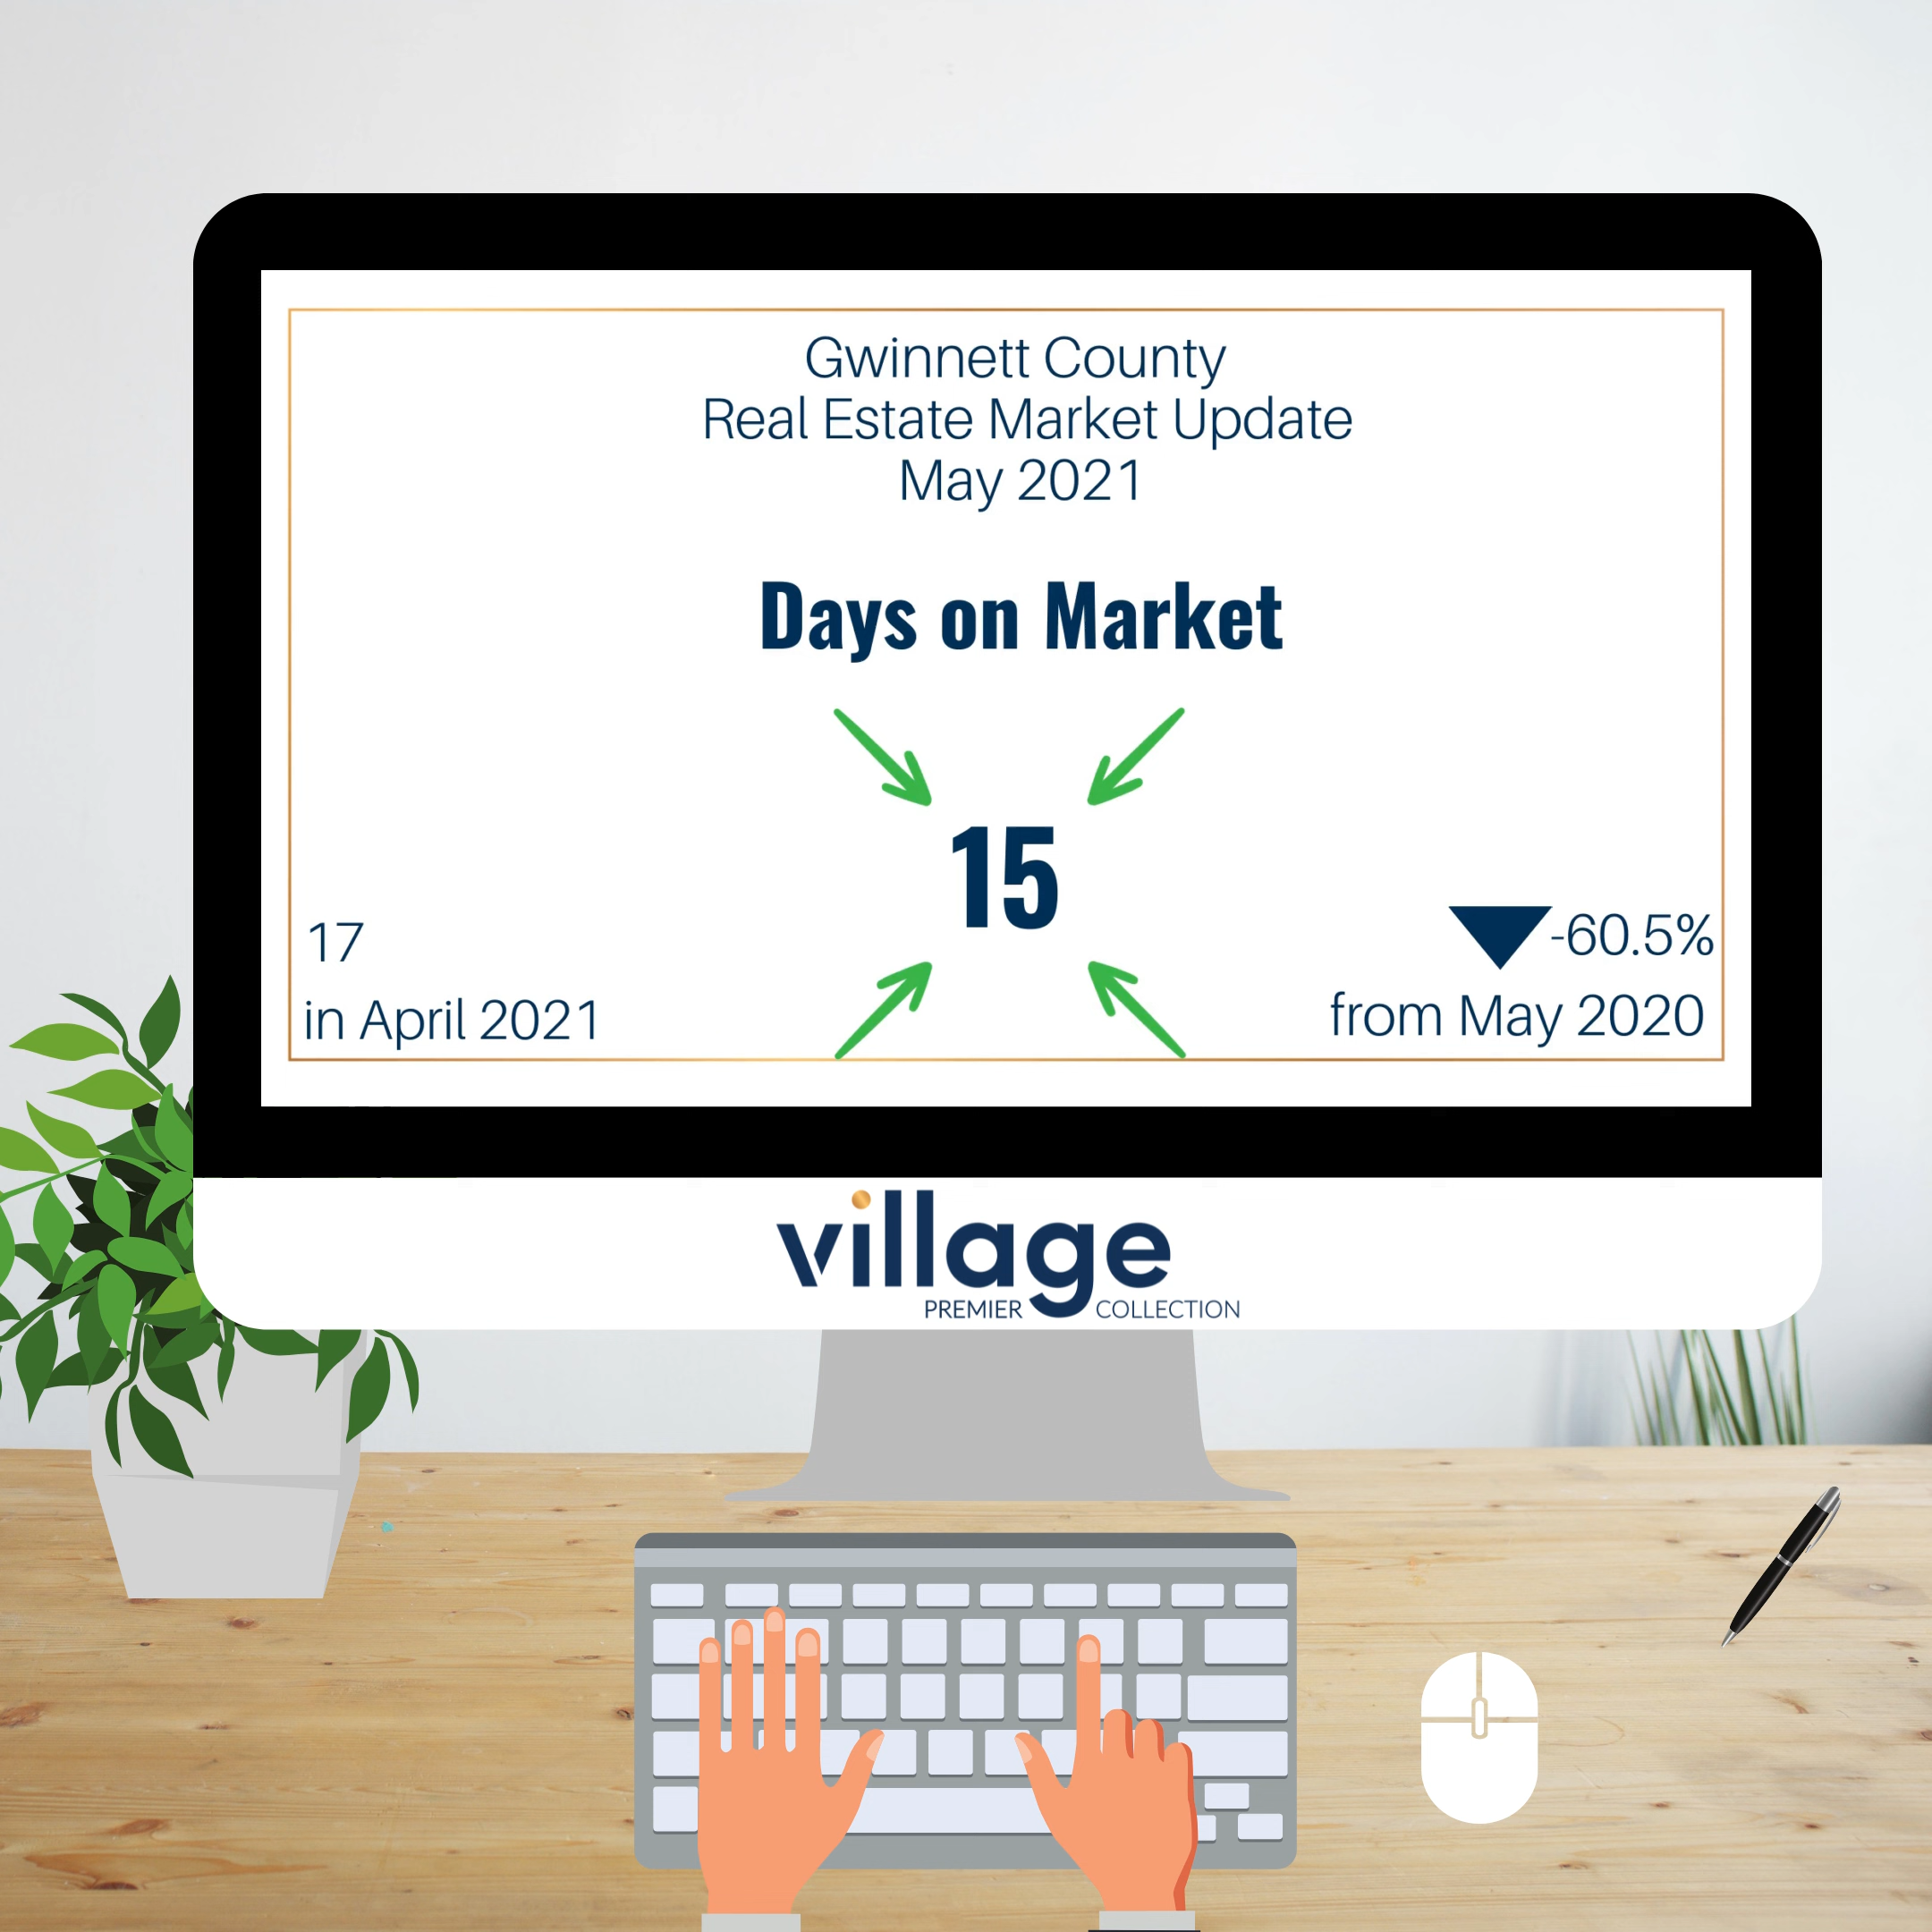 Gwinnett County
Real Estate Market Update
May 2021
Days on Market
15
17
in April 2021
-60.5%
from May 2020
village
PREMIER COLLECTION